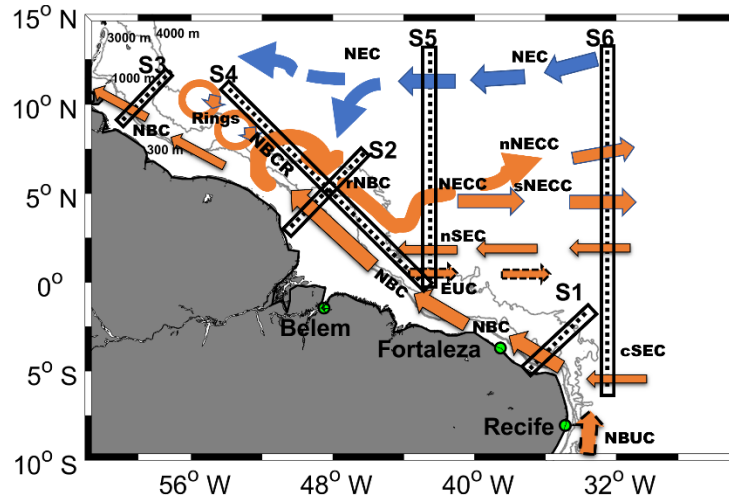 15° N
3000 m
4000 m
S3
S4
NEC
S5
NEC
S6
1000 m
10° N
Rings
NBC
300 m
NBCR
S2
nNECC
rNBC
NECC
sNECC
5° N
nSEC
0°
EUC
S1
NBC
Belem
NBC
Fortaleza
cSEC
5° S
Recife
NBUC
10° S
56° W
48° W
40° W
32° W